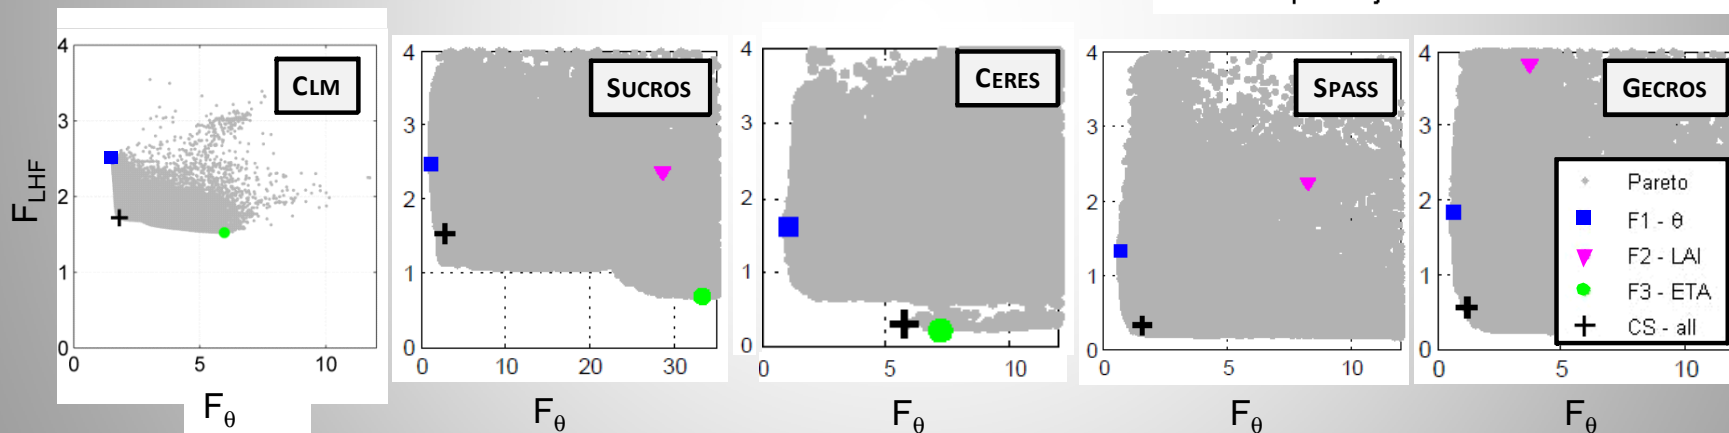 CLM
SUCROS
CERES
SPASS
GECROS
F_LHF
4
3
2
1
0
0
5
10
F_θ
4
3
2
1
0
0
10
20
30
F_θ
4
3
2
1
0
0
5
10
F_θ
4
3
2
1
0
0
5
10
F_θ
4
3
2
1
0
0
5
10
F_θ
Pareto
F1 - θ
F2 - LAI
F3 - ETA
CS - all